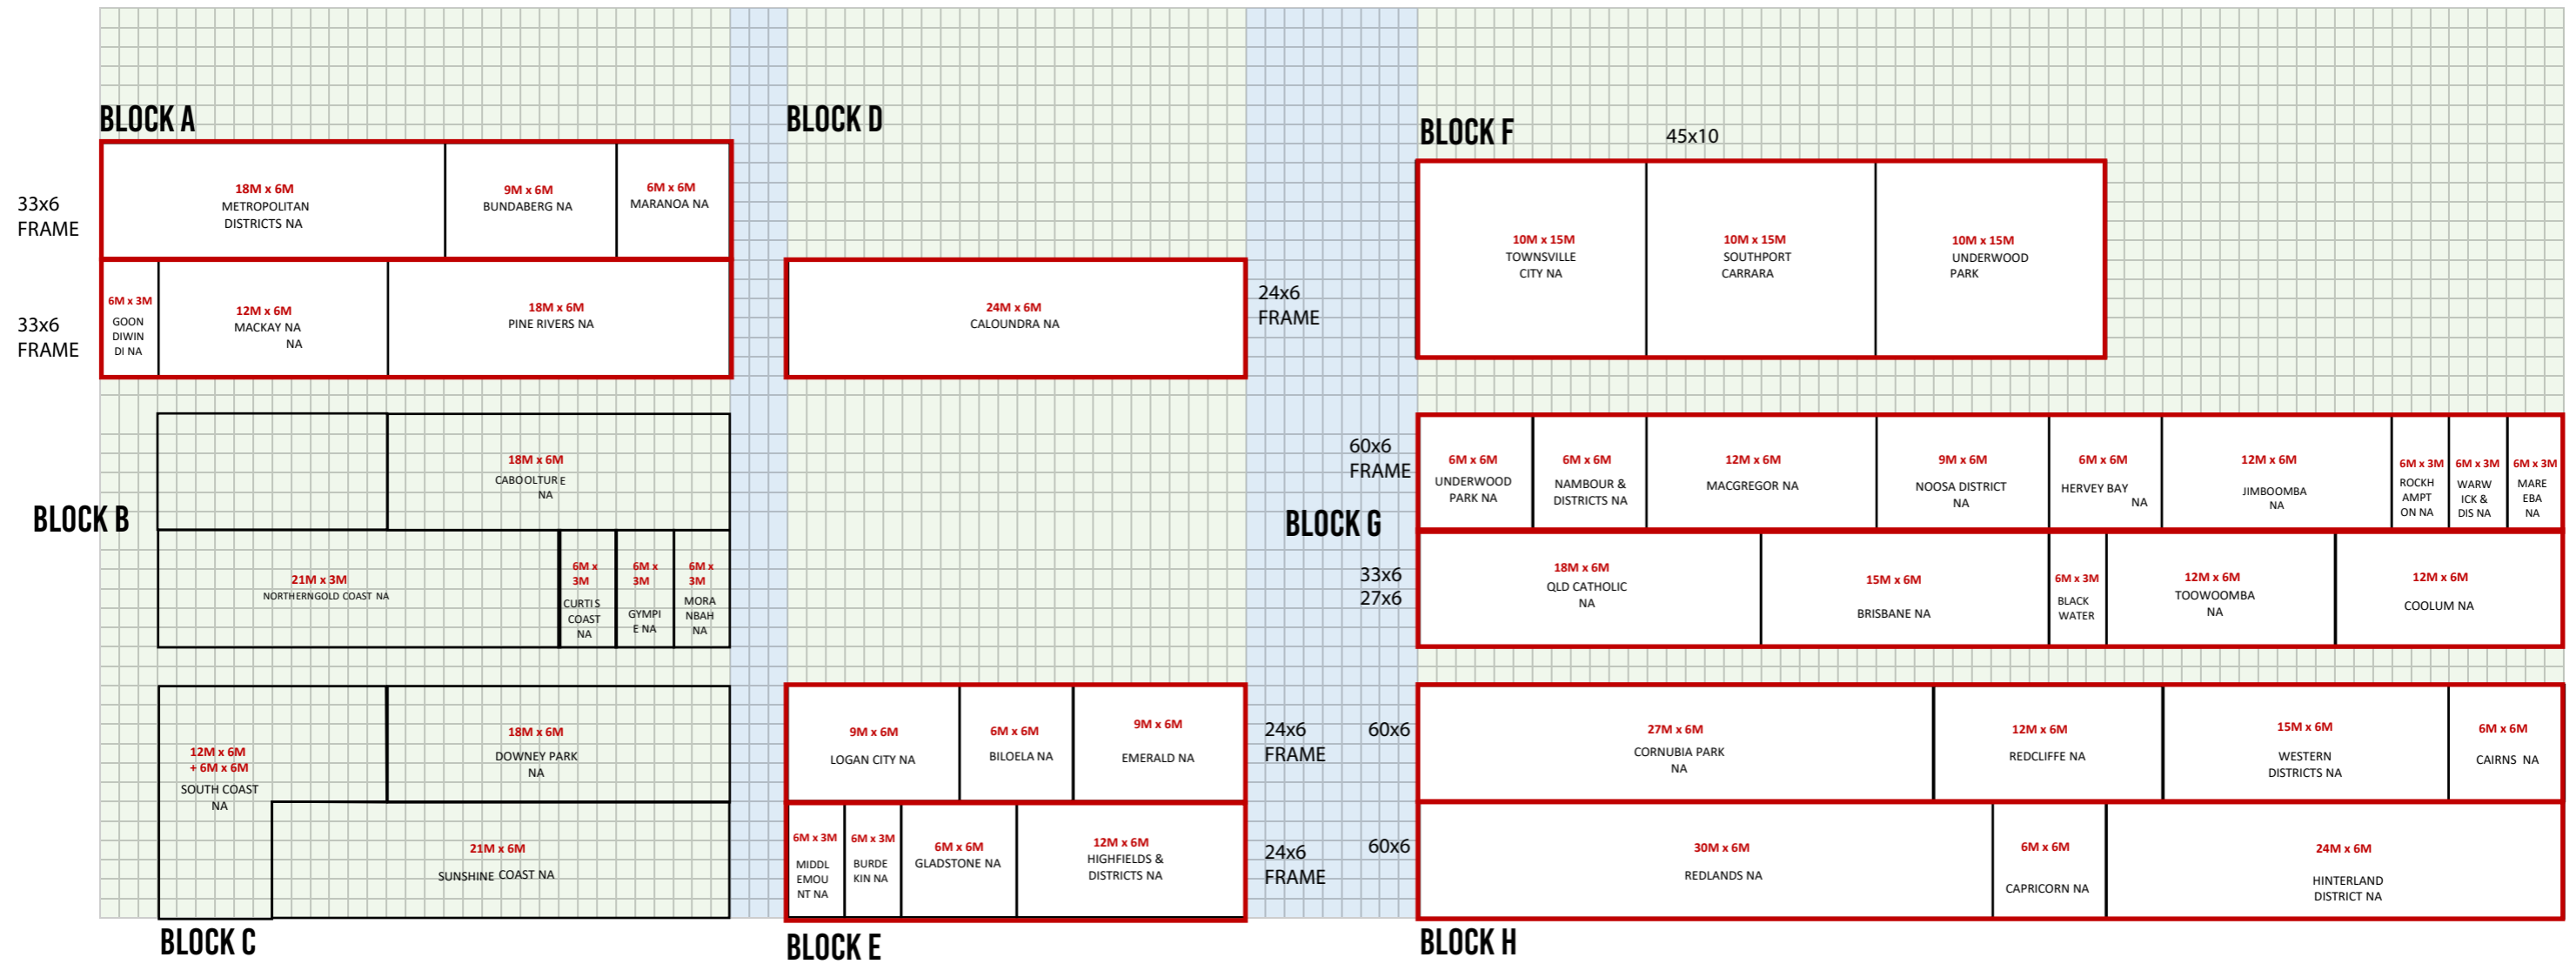 BLOCK A
33x6
FRAME
18M x 6M
METROPOLITAN
DISTRICTS NA
9M x 6M
BUNDABERG NA
6M x 6M
MARANOA NA
33x6
FRAME
6M x 3M
GOON
DIWIN
DI NA
12M x 6M
MACKAY NA
NA
18M x 6M
PINE RIVERS NA
BLOCK B
18M x 6M
CABOOLTURE
NA
21M x 3M
NORTHERNGOLD COAST NA
6M x
3M
CURTIS
COAST
NA
6M x
3M
GYMPI
E NA
6M x
3M
MORA
NBAH
NA
12M x 6M
+ 6M x 6M
SOUTH COAST
NA
18M x 6M
DOWNEY PARK
NA
21M x 6M
SUNSHINE COAST NA
BLOCK C
BLOCK D
24M x 6M
CALOUNDRA NA
24x6
FRAME
9M x 6M
LOGAN CITY NA
6M x 6M
BILOELA NA
9M x 6M
EMERALD NA
24x6
FRAME
6M x 3M
MIDDL
EMOU
NT NA
6M x 3M
BURDE
KIN NA
6M x 6M
GLADSTONE NA
12M x 6M
HIGHFIELDS &
DISTRICTS NA
24x6
FRAME
BLOCK E
BLOCK F
45x10
10M x 15M
TOWNSVILLE
CITY NA
10M x 15M
SOUTHPORT
CARRARA
10M x 15M
UNDERWOOD
PARK
60x6
FRAME
BLOCK G
6M x 6M
UNDERWOOD
PARK NA
6M x 6M
NAMBOUR &
DISTRICTS NA
12M x 6M
MACGREGOR NA
9M x 6M
NOOSA DISTRICT
NA
6M x 6M
HERVEY BAY
NA
12M x 6M
JIMBOOMBA
NA
6M x 3M
ROCKH
AMPT
ON NA
6M x 3M
WARW
ICK &
DIS NA
6M x 3M
MARE
EBA
NA
33x6
27x6
18M x 6M
QLD CATHOLIC
NA
15M x 6M
BRISBANE NA
6M x 3M
BLACK
WATER
12M x 6M
TOOWOOMBA
NA
12M x 6M
COOLUM NA
60x6
27M x 6M
CORNUBIA PARK
NA
12M x 6M
REDCLIFFE NA
15M x 6M
WESTERN
DISTRICTS NA
6M x 6M
CAIRNS NA
60x6
30M x 6M
REDLANDS NA
6M x 6M
CAPRICORN NA
24M x 6M
HINTERLAND
DISTRICT NA
BLOCK H